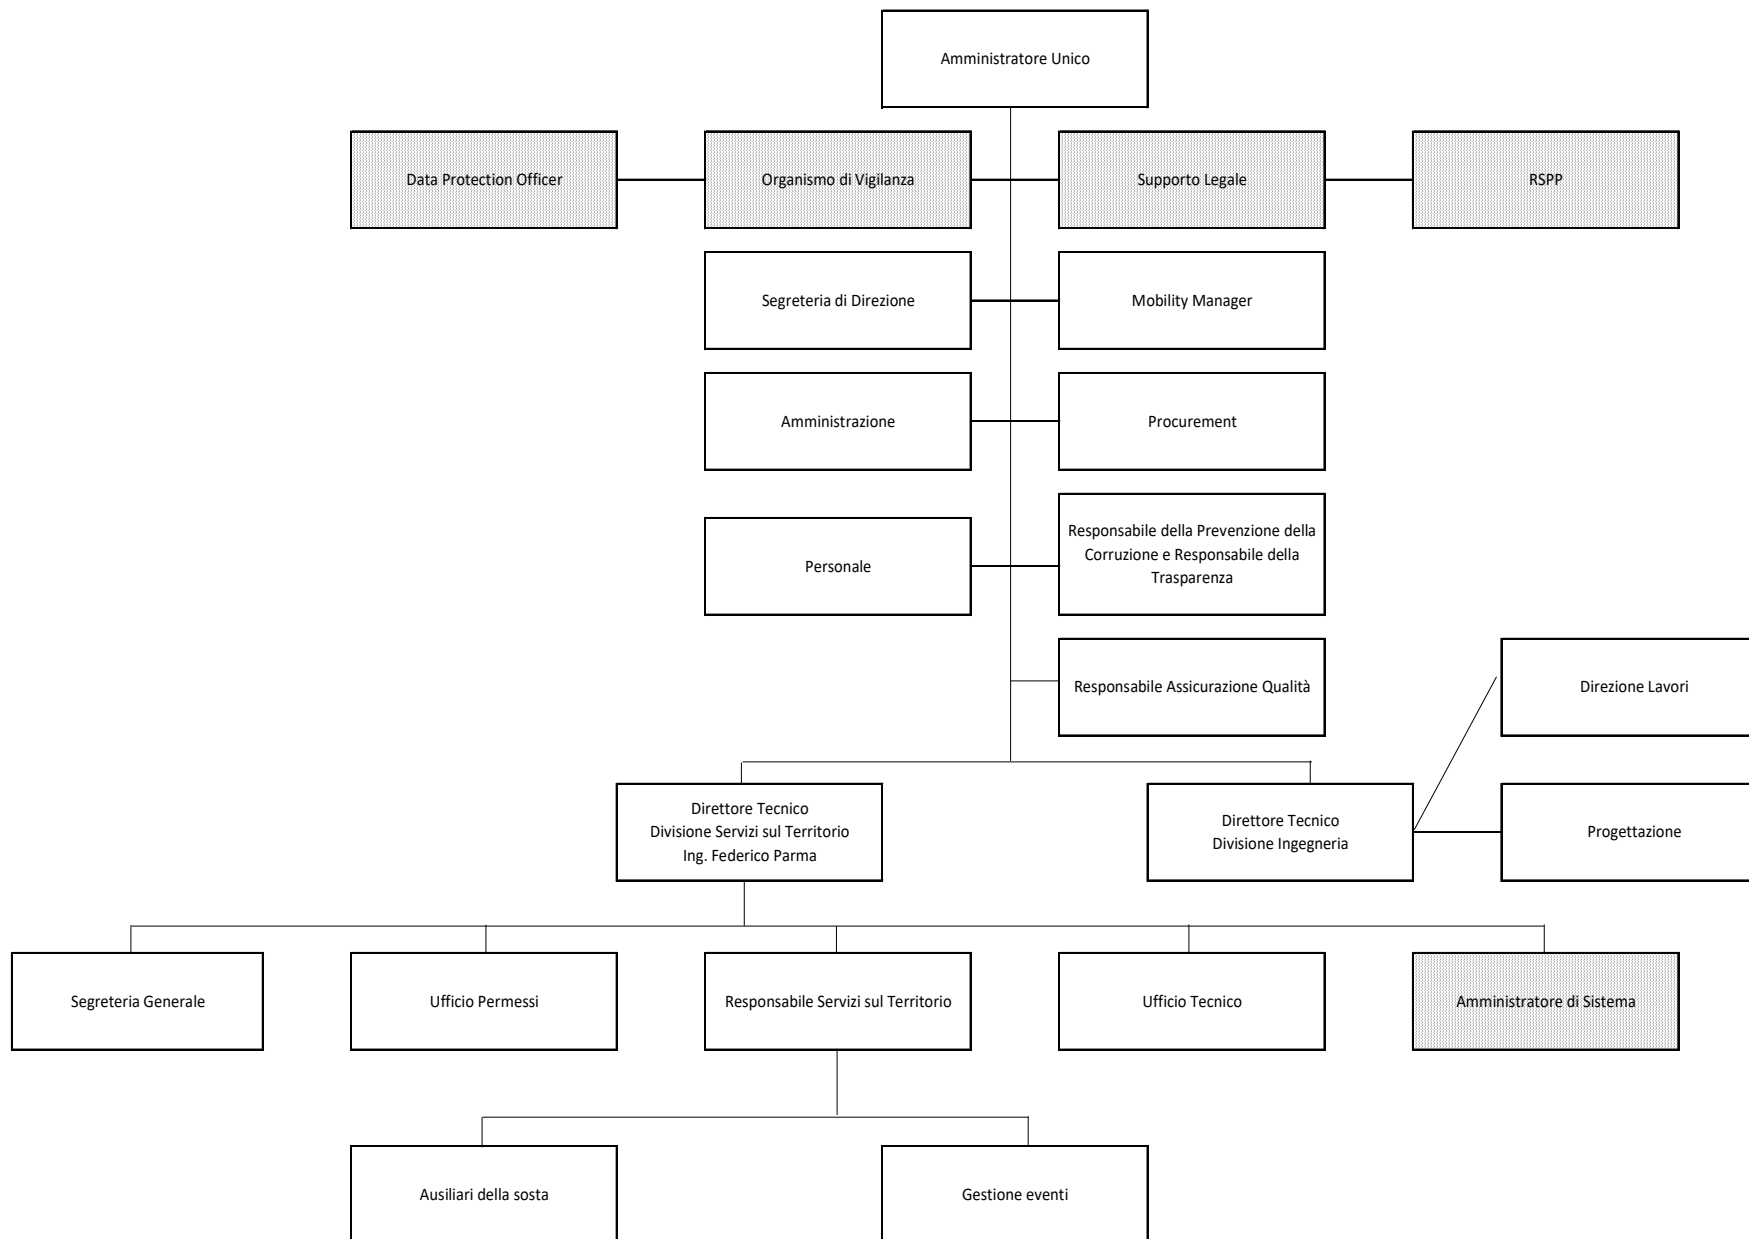 Amministratore Unico
Data Protection Officer
Organismo di Vigilanza
Supporto Legale
RSPP
Segreteria di Direzione
Mobility Manager
Amministrazione
Procurement
Personale
Responsabile della Prevenzione della
Corruzione e Responsabile della
Trasparenza
Responsabile Assicurazione Qualità
Direzione Lavori
Direttore Tecnico
Divisione Servizi sul Territorio
Ing. Federico Parma
Direttore Tecnico
Divisione Ingegneria
Progettazione
Segreteria Generale
Ufficio Permessi
Responsabile Servizi sul Territorio
Ufficio Tecnico
Amministratore di Sistema
Ausiliari della sosta
Gestione eventi